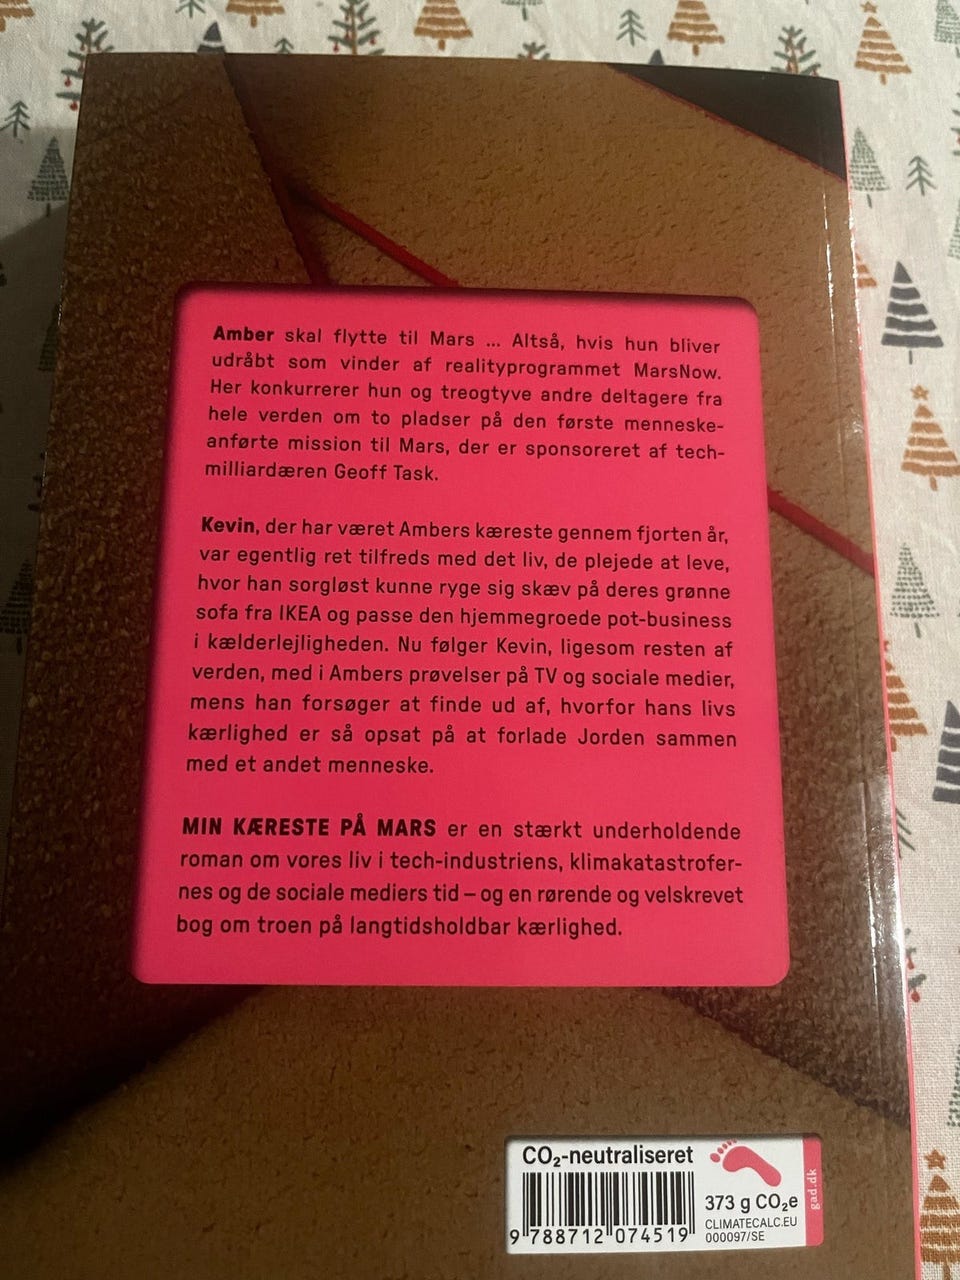 Amber skal flytte til Mars ... Altså, hvis hun bliver
udråbt som vinder af realityprogrammet MarsNow.
Her konkurrerer hun og treogtyve andre deltagere fra
hele verden om to pladser på den første menneske-
anførte mission til Mars, der er sponsoreret af tech-
milliardæren Geoff Task.
Kevin, der har været Ambers kæreste gennem fjorten år,
var egentlig ret tilfreds med det liv, de plejede at leve,
hvor han sorgløst kunne ryge sig skæv på deres grønne
sofa fra IKEA og passe den hjemmegroede pot-business
i kælderlejligheden. Nu følger Kevin, ligesom resten af
verden, med i Ambers prøvelser på TV og sociale medier,
mens han forsøger at finde ud af, hvorfor hans livs
kærlighed er så opsat på at forlade Jorden sammen
med et andet menneske.
MIN KÆRESTE PÅ MARS er en stærkt underholdende
roman om vores liv i tech-industriens, klimakatastrofer-
nes og de sociale mediers tid – og en rørende og velskrevet
bog om troen på langtidsholdbar kærlighed.
CO₂-neutraliseret
373 g CO₂e
CLIMATECALC.EU
000097/SE
9 788712 074519
gad.dk